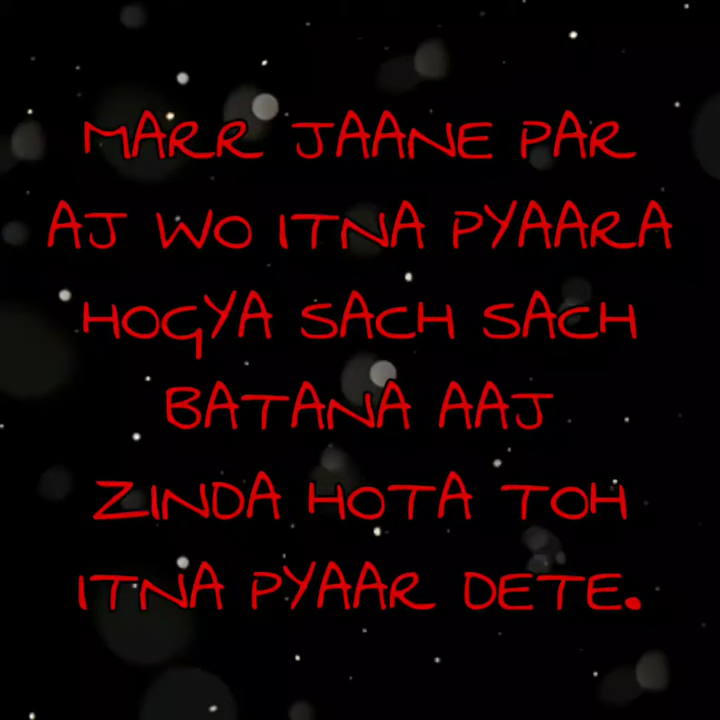 MARR JAANE PAR
AJ WO ITNA PYAARA
HOGYA SACH SACH
BATANA AAJ
ZINDA HOTA TOH
ITNA PYAAR DETE.